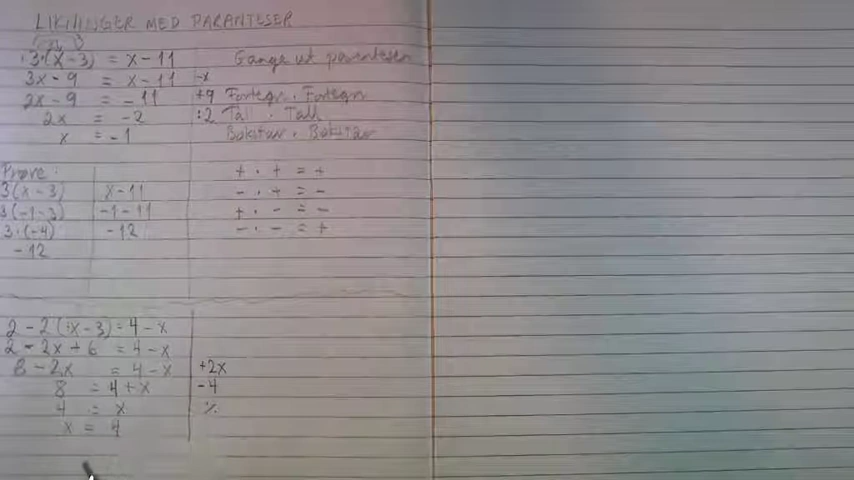 LIKNINGER MED PARANTESER
3·(x-3) = x-11 Gange ut parentesen
3x - 9 = x-11 -x
2x - 9 = -11 +9 Fortegn · Fortegn
2x = -2 :2 Tall · Tall
x = -1 Bokstav · Bokstav
Prøve:
3(x-3) x-11 + · + = +
3(-1-3) -1-11 - · + = -
3·(-4) -12 + · - = -
-12 - · - = +
2-2(x-3) = 4-x
2-2x+6 = 4-x
8-2x = 4-x +2x
8 = 4+x -4
4 = x
x = 4